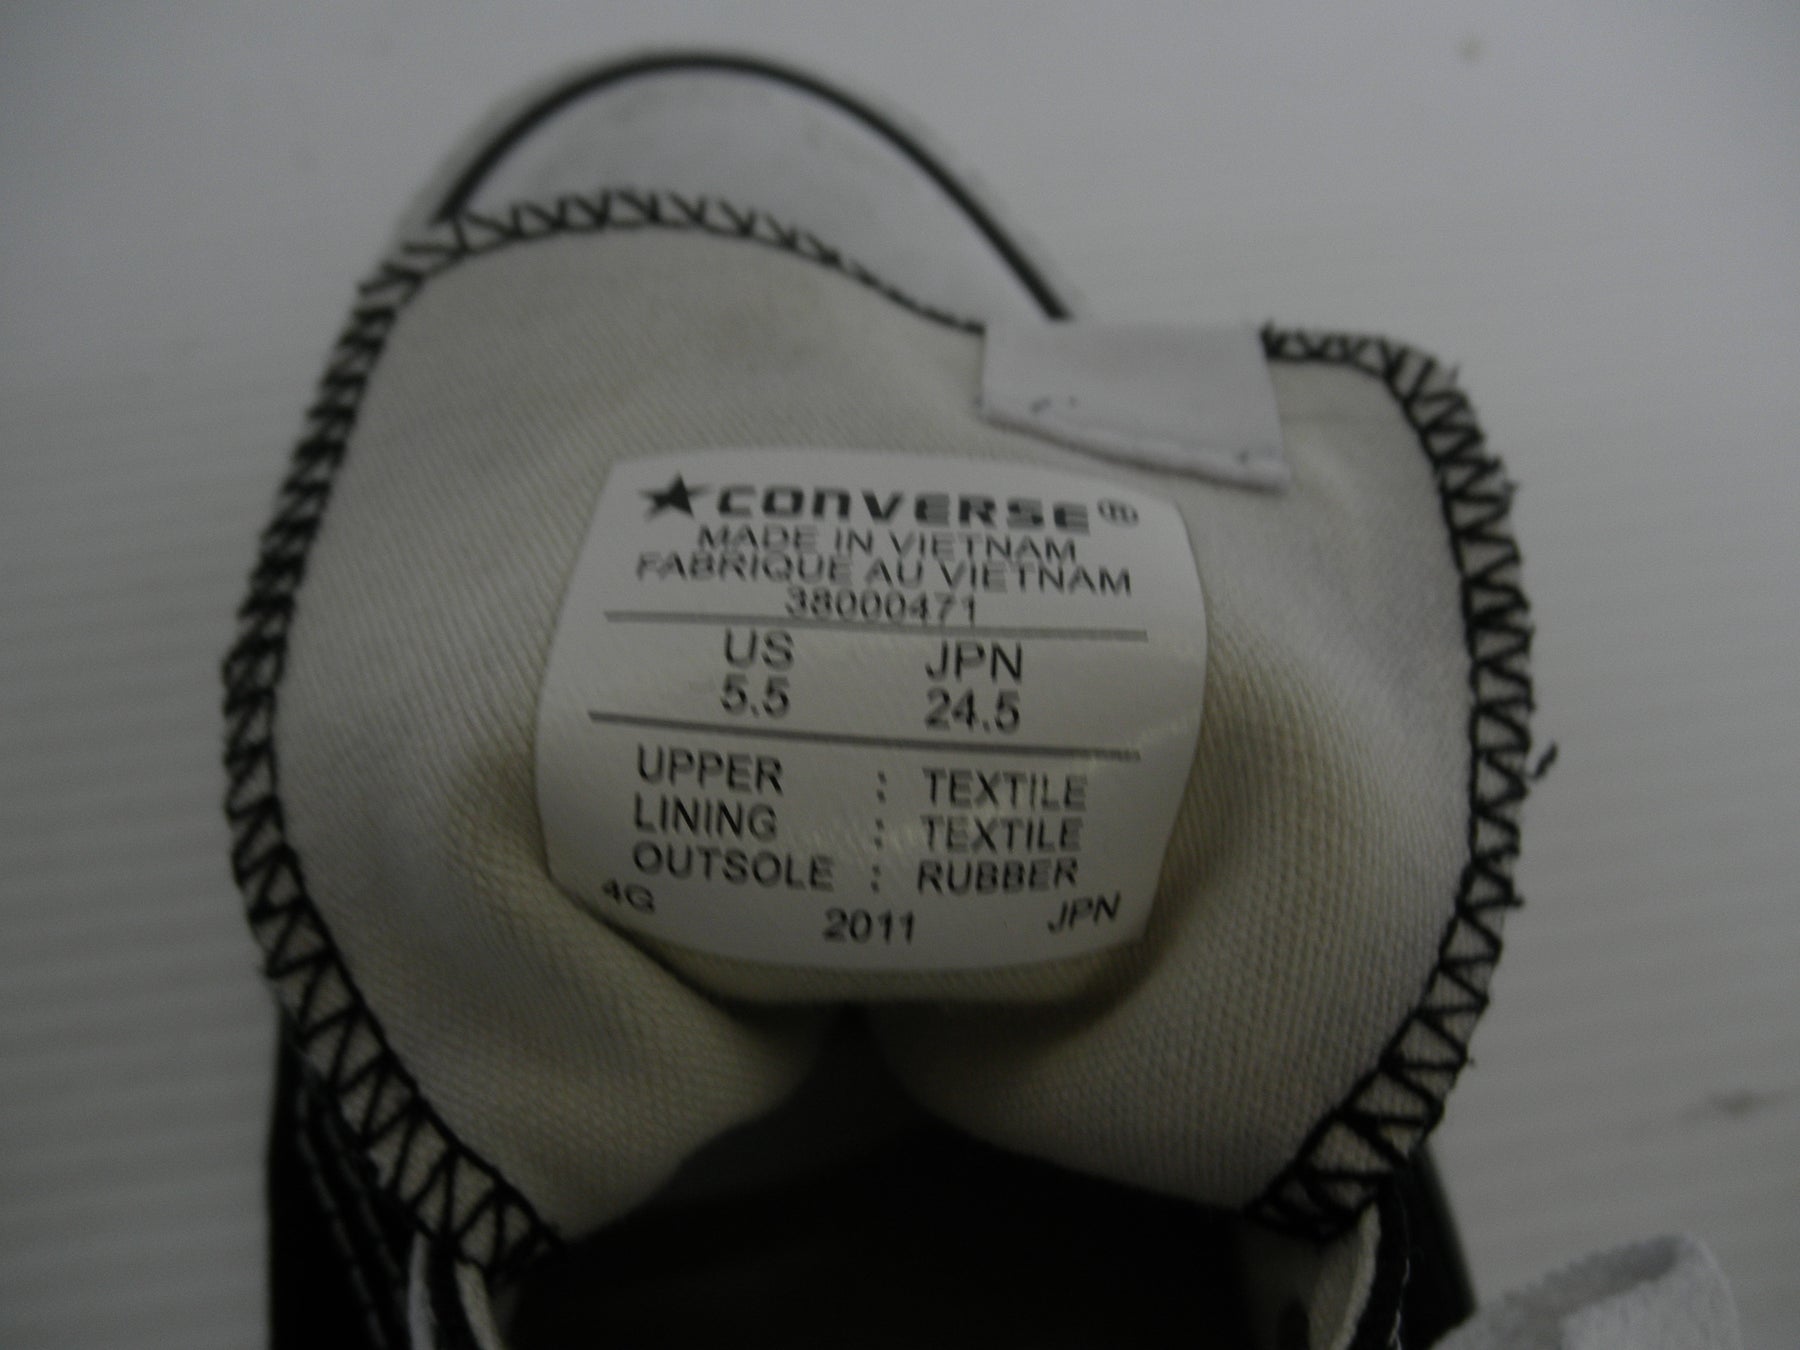 CONVERSE®
MADE IN VIETNAM
FABRIQUE AU VIETNAM
38000471
US JPN
5.5 24.5
UPPER : TEXTILE
LINING : TEXTILE
OUTSOLE : RUBBER
4G 2011 JPN